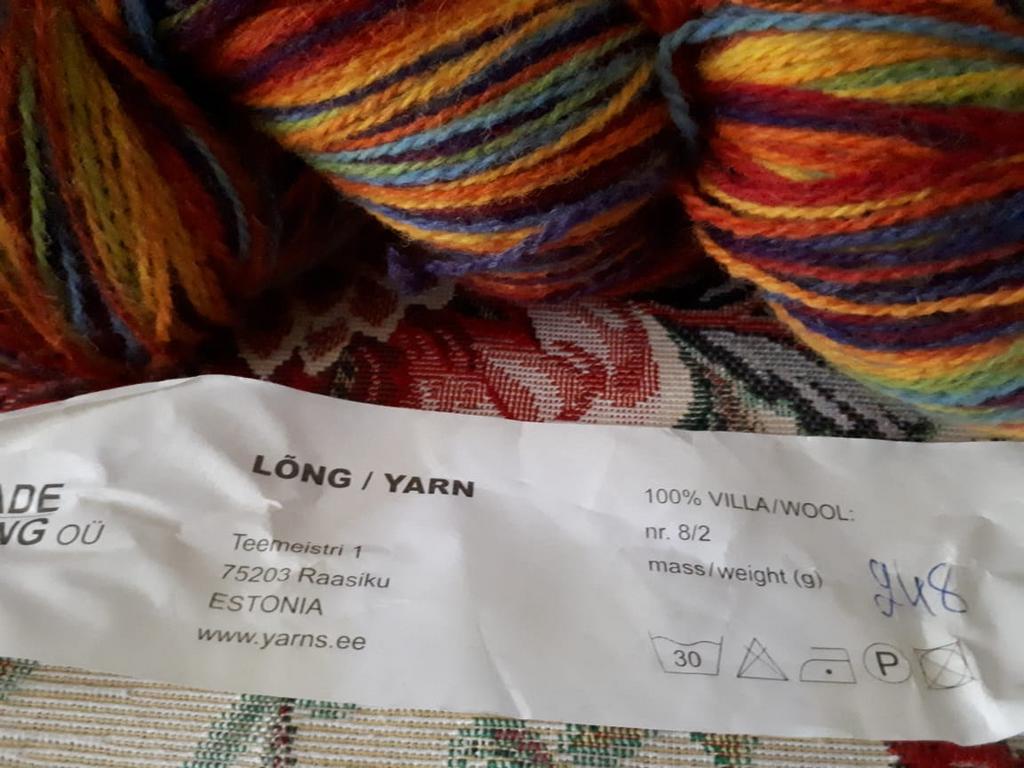 ADE
NG OÜ
LÕNG / YARN
Teemeistri 1
75203 Raasiku
ESTONIA
www.yarns.ee
100% VILLA/WOOL:
nr. 8/2
mass/weight (g) 248
30
P